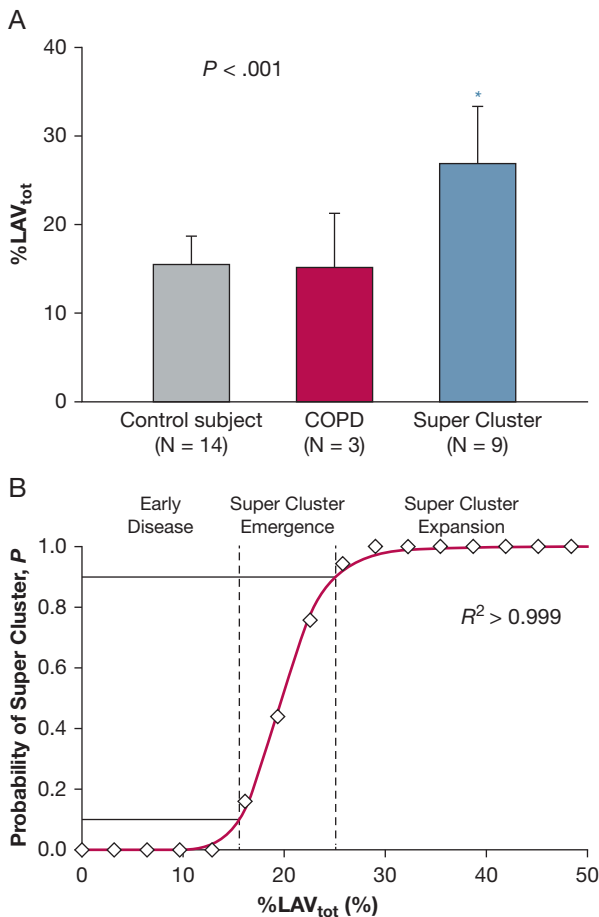 A
P < .001
40
30
20
10
0
%LAVtot
*
Control subject
(N = 14)
COPD
(N = 3)
Super Cluster
(N = 9)
B
Early
Disease
Super Cluster
Emergence
Super Cluster
Expansion
1.0
0.8
0.6
0.4
0.2
0.0
Probability of Super Cluster, P
R² > 0.999
0
10
20
30
40
50
%LAVtot (%)